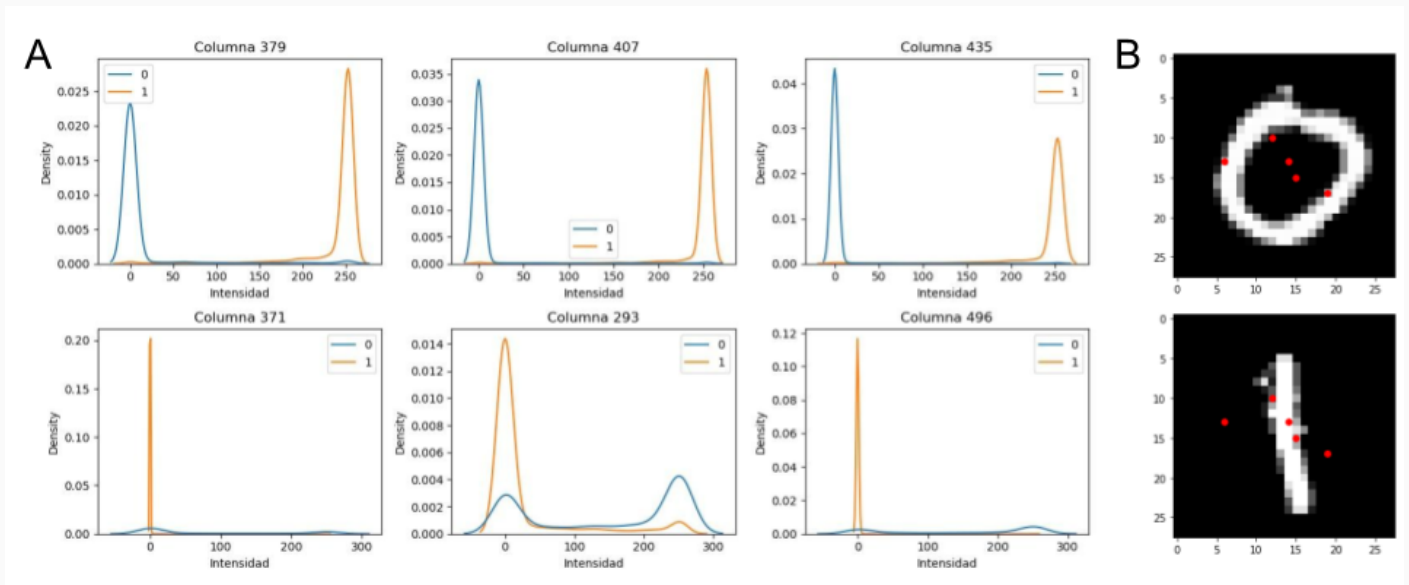 A
Columna 379
0
1
0.025
0.020
0.015
0.010
0.005
0.000
Density
0 50 100 150 200 250
Intensidad
Columna 407
0
1
0.035
0.030
0.025
0.020
0.015
0.010
0.005
0.000
Density
0 50 100 150 200 250
Intensidad
Columna 435
0
1
0.04
0.03
0.02
0.01
0.00
Density
0 50 100 150 200 250
Intensidad
Columna 371
0
1
0.20
0.15
0.10
0.05
0.00
Density
0 100 200 300
Intensidad
Columna 293
0
1
0.014
0.012
0.010
0.008
0.006
0.004
0.002
0.000
Density
0 100 200 300
Intensidad
Columna 496
0
1
0.12
0.10
0.08
0.06
0.04
0.02
0.00
Density
0 100 200 300
Intensidad
B
0
5
10
15
20
25
0 5 10 15 20 25
0
5
10
15
20
25
0 5 10 15 20 25